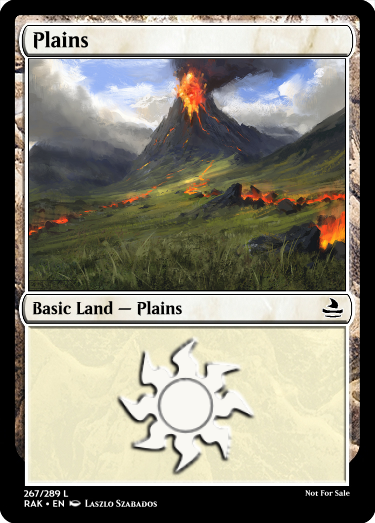 Plains
Basic Land — Plains
267/289 L
Not For Sale
RAK • EN Laszlo Szabados